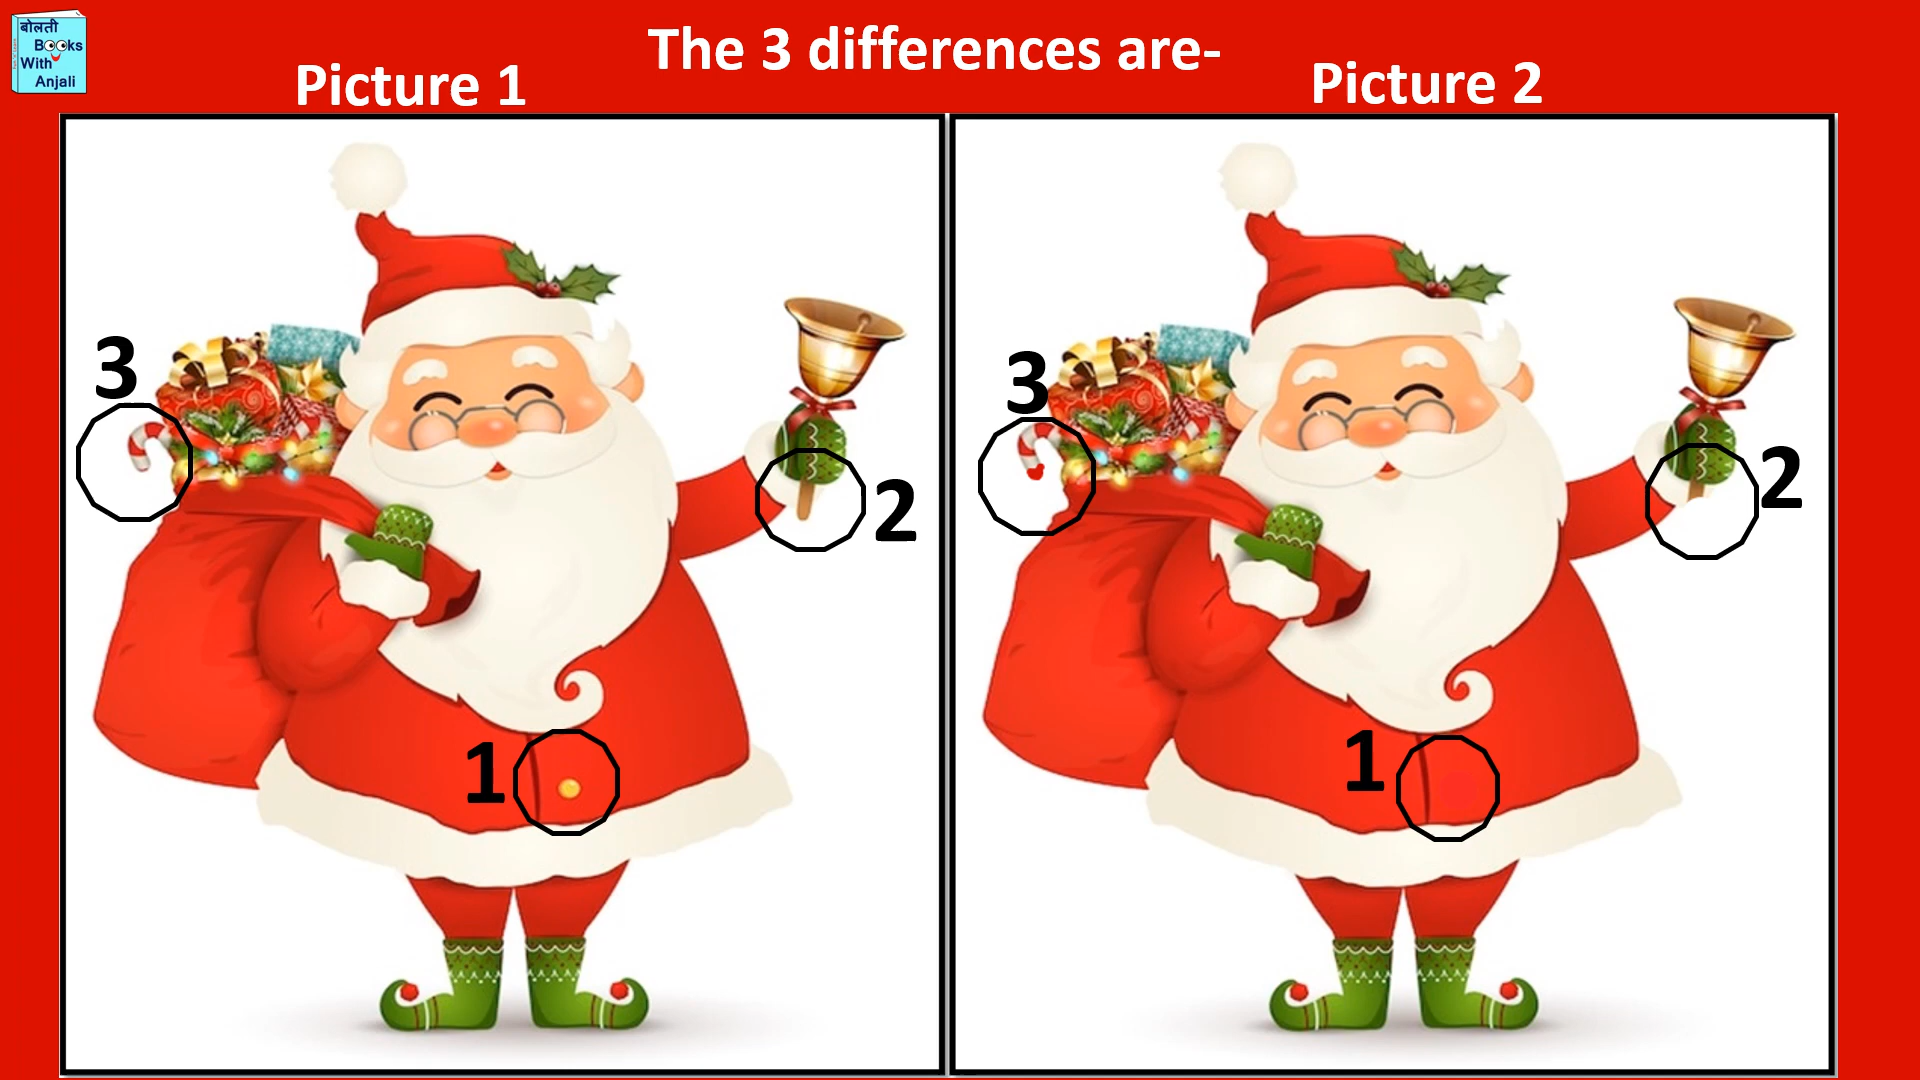 बोलती
Books
With
Anjali
The 3 differences are-
Picture 1
Picture 2
3
3
2
2
1
1